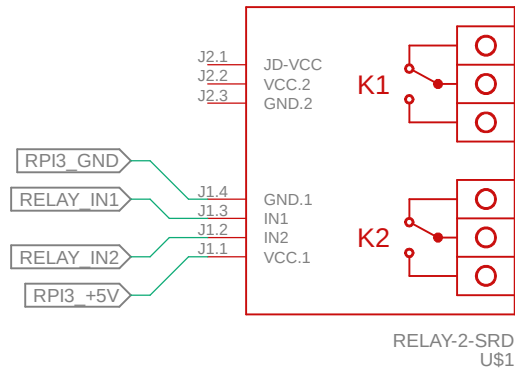 J2.1 JD-VCC
J2.2 VCC.2
J2.3 GND.2
K1
RPI3_GND
RELAY_IN1
RELAY_IN2
RPI3_+5V
J1.4 GND.1
J1.3 IN1
J1.2 IN2
J1.1 VCC.1
K2
RELAY-2-SRD
U$1